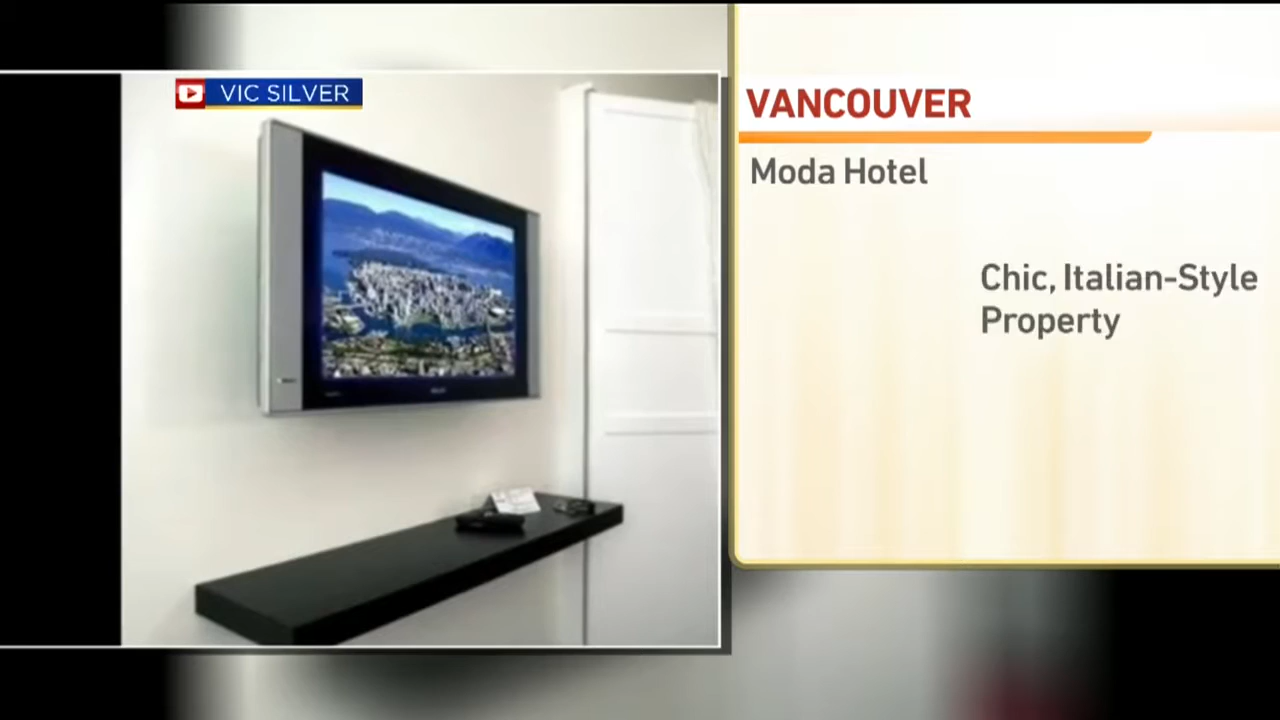 VIC SILVER
VANCOUVER
Moda Hotel
Chic, Italian-Style
Property